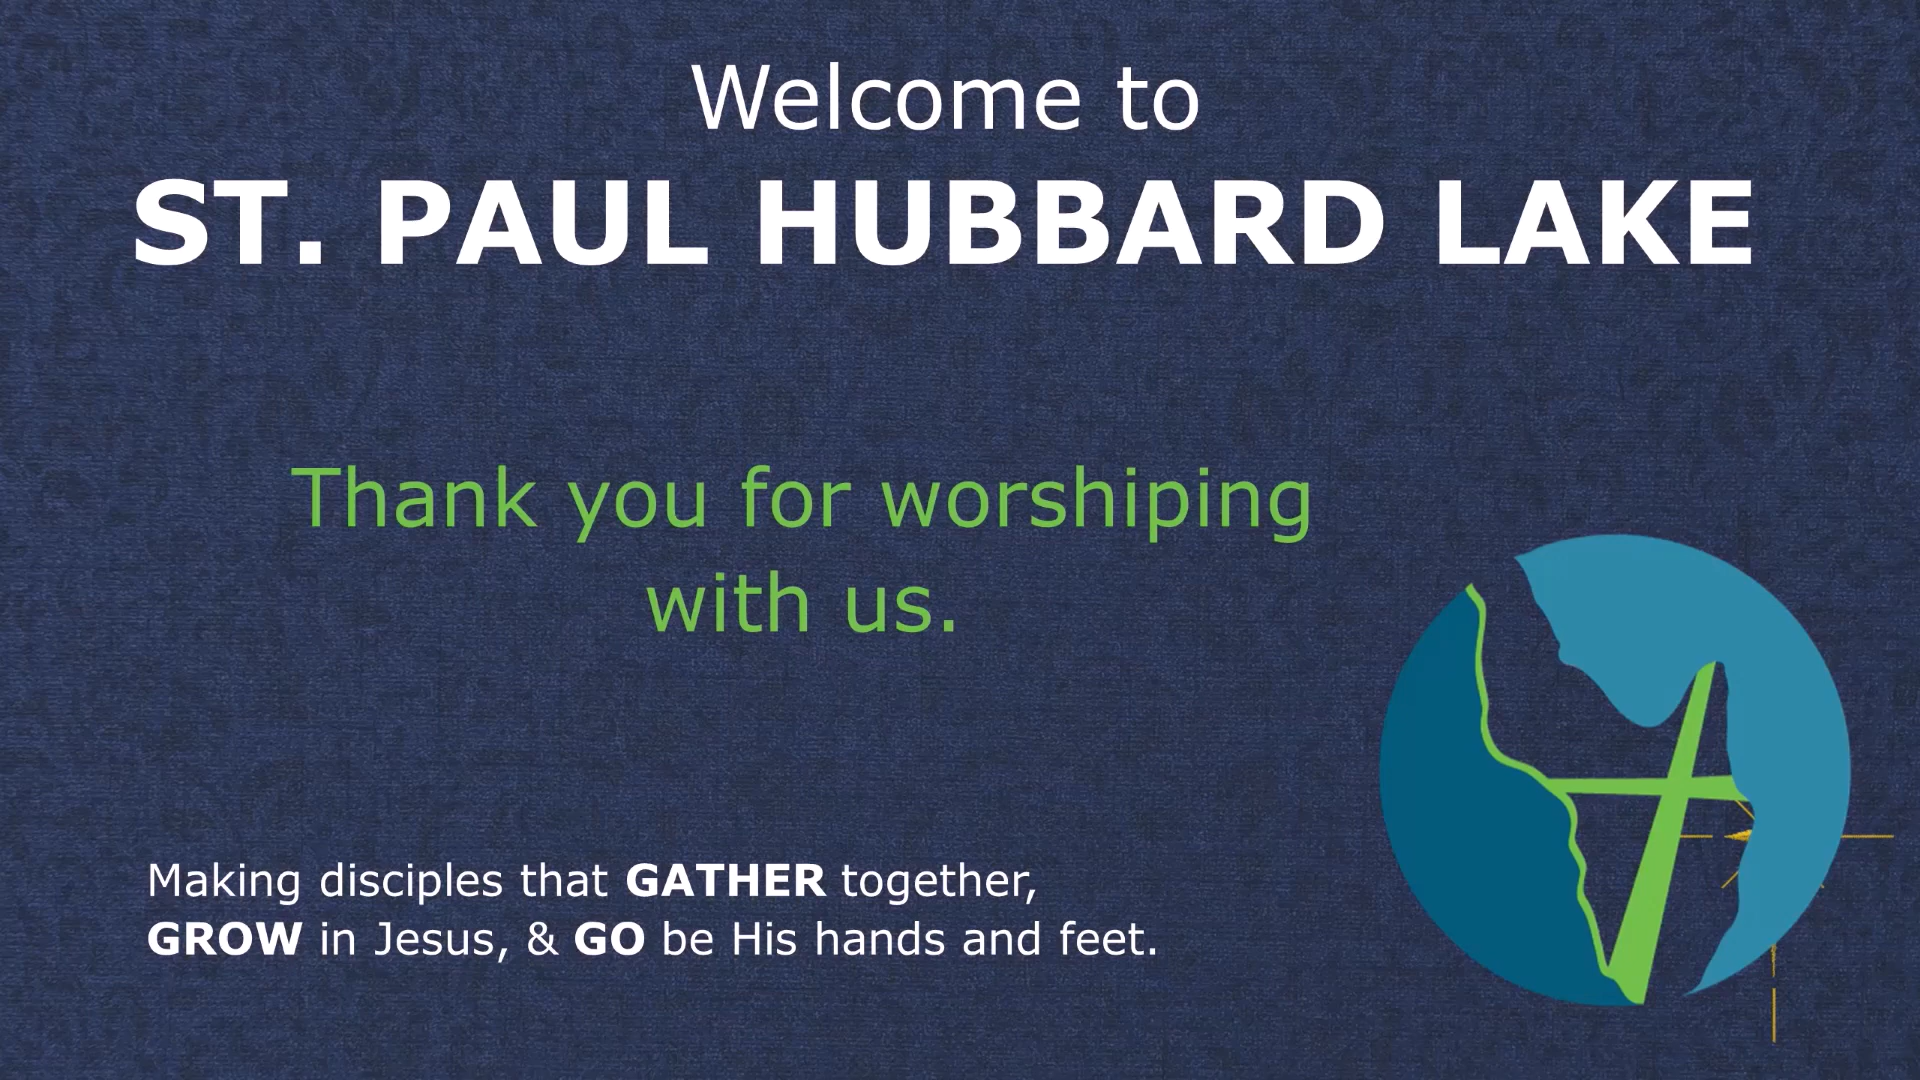 Welcome to
ST. PAUL HUBBARD LAKE
Thank you for worshiping
with us.
Making disciples that GATHER together,
GROW in Jesus, & GO be His hands and feet.